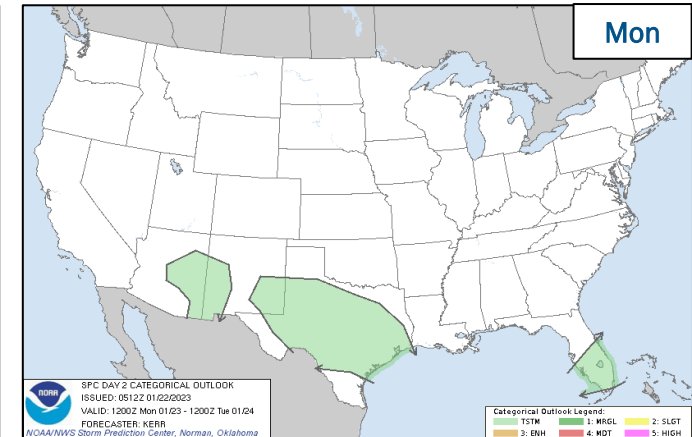 Mon
NOAA
SPC DAY 2 CATEGORICAL OUTLOOK
ISSUED: 0512Z 01/22/2023
VALID: 1200Z Mon 01/23 - 1200Z Tue 01/24
FORECASTER: KERR
NOAA/NWS Storm Prediction Center, Norman, Oklahoma
Categorical Outlook Legend:
TSTM 1: MRGL 2: SLGT
3: ENH 4: MDT 5: HIGH